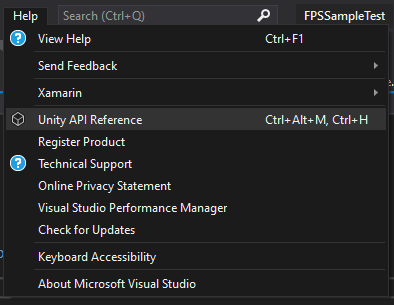 Help Search (Ctrl+Q) FPSSampleTest
View Help Ctrl+F1
Send Feedback
Xamarin
Unity API Reference Ctrl+Alt+M, Ctrl+H
Register Product
Technical Support
Online Privacy Statement
Visual Studio Performance Manager
Check for Updates
Keyboard Accessibility
About Microsoft Visual Studio